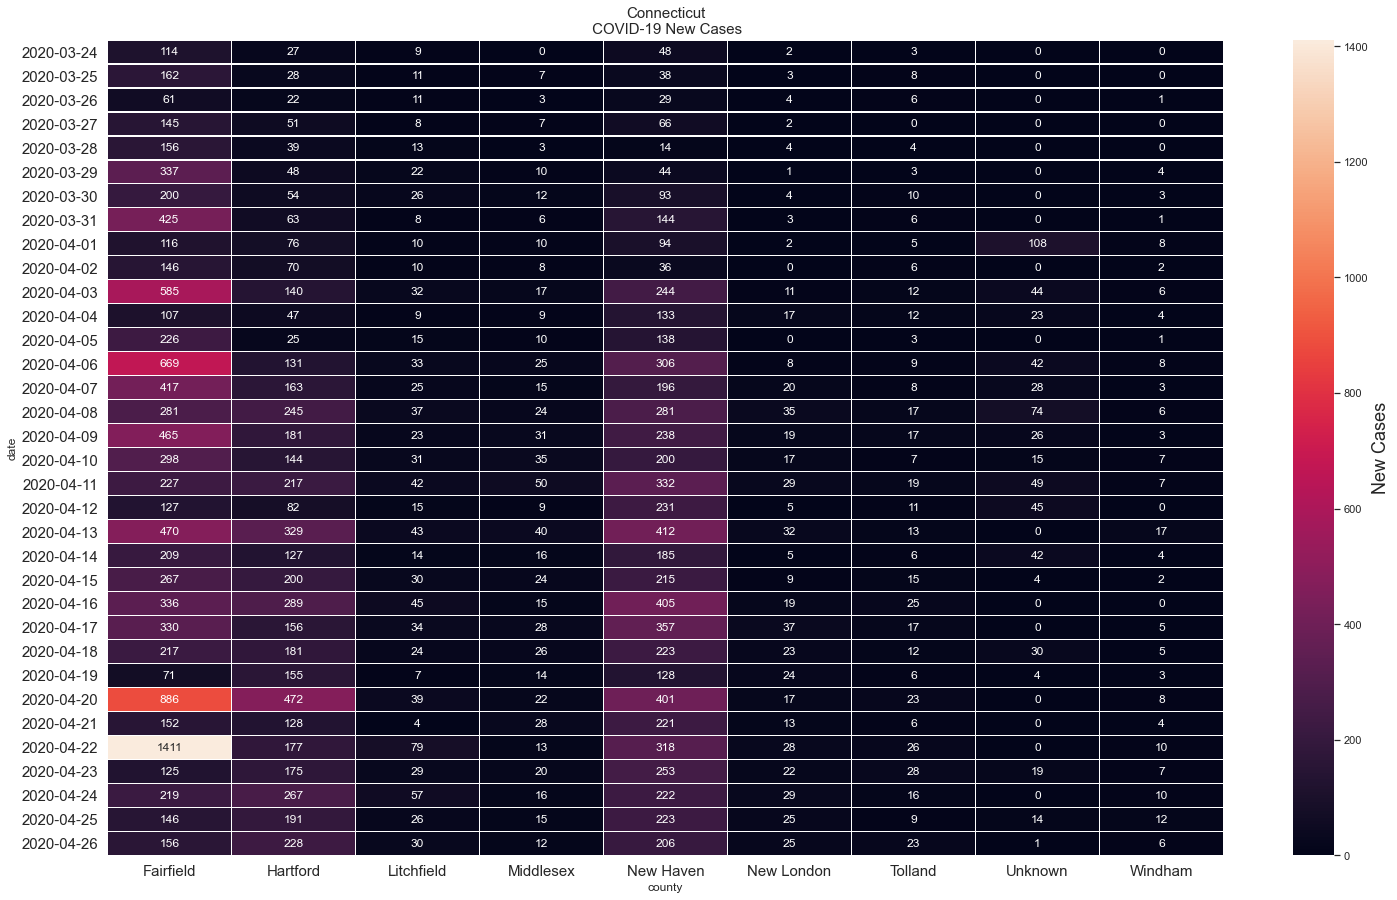 Connecticut
COVID-19 New Cases
2020-03-24 114 27 9 0 48 2 3 0 0
2020-03-25 162 28 11 7 38 3 8 0 0
2020-03-26 61 22 11 3 29 4 6 0 1
2020-03-27 145 51 8 7 66 2 0 0 0
2020-03-28 156 39 13 3 14 4 4 0 0
2020-03-29 337 48 22 10 44 1 3 0 4
2020-03-30 200 54 26 12 93 4 10 0 3
2020-03-31 425 63 8 6 144 3 6 0 1
2020-04-01 116 76 10 10 94 2 5 108 8
2020-04-02 146 70 10 8 36 0 6 0 2
2020-04-03 585 140 32 17 244 11 12 44 6
2020-04-04 107 47 9 9 133 17 12 23 4
2020-04-05 226 25 15 10 138 0 3 0 1
2020-04-06 669 131 33 25 306 8 9 42 8
2020-04-07 417 163 25 15 196 20 8 28 3
2020-04-08 281 245 37 24 281 35 17 74 6
2020-04-09 465 181 23 31 238 19 17 26 3
2020-04-10 298 144 31 35 200 17 7 15 7
2020-04-11 227 217 42 50 332 29 19 49 7
2020-04-12 127 82 15 9 231 5 11 45 0
2020-04-13 470 329 43 40 412 32 13 0 17
2020-04-14 209 127 14 16 185 5 6 42 4
2020-04-15 267 200 30 24 215 9 15 4 2
2020-04-16 336 289 45 15 405 19 25 0 0
2020-04-17 330 156 34 28 357 37 17 0 5
2020-04-18 217 181 24 26 223 23 12 30 5
2020-04-19 71 155 7 14 128 24 6 4 3
2020-04-20 886 472 39 22 401 17 23 0 8
2020-04-21 152 128 4 28 221 13 6 0 4
2020-04-22 1411 177 79 13 318 28 26 0 10
2020-04-23 125 175 29 20 253 22 28 19 7
2020-04-24 219 267 57 16 222 29 16 0 10
2020-04-25 146 191 26 15 223 25 9 14 12
2020-04-26 156 228 30 12 206 25 23 1 6
Fairfield Hartford Litchfield Middlesex New Haven New London Tolland Unknown Windham
county
date
1400
1200
1000
800
600
400
200
0
New Cases